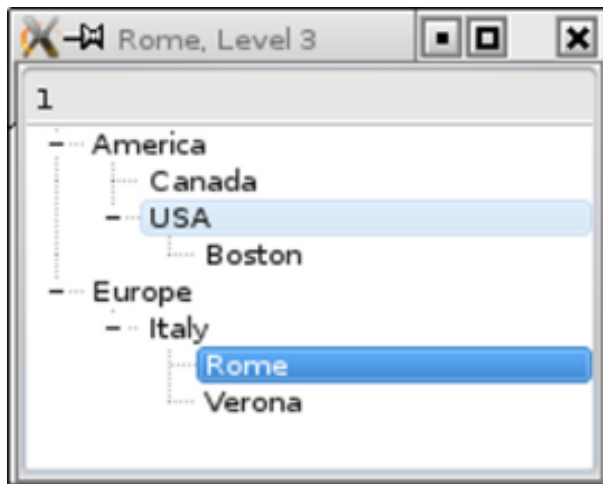 Rome, Level 3
1
America
Canada
USA
Boston
Europe
Italy
Rome
Verona